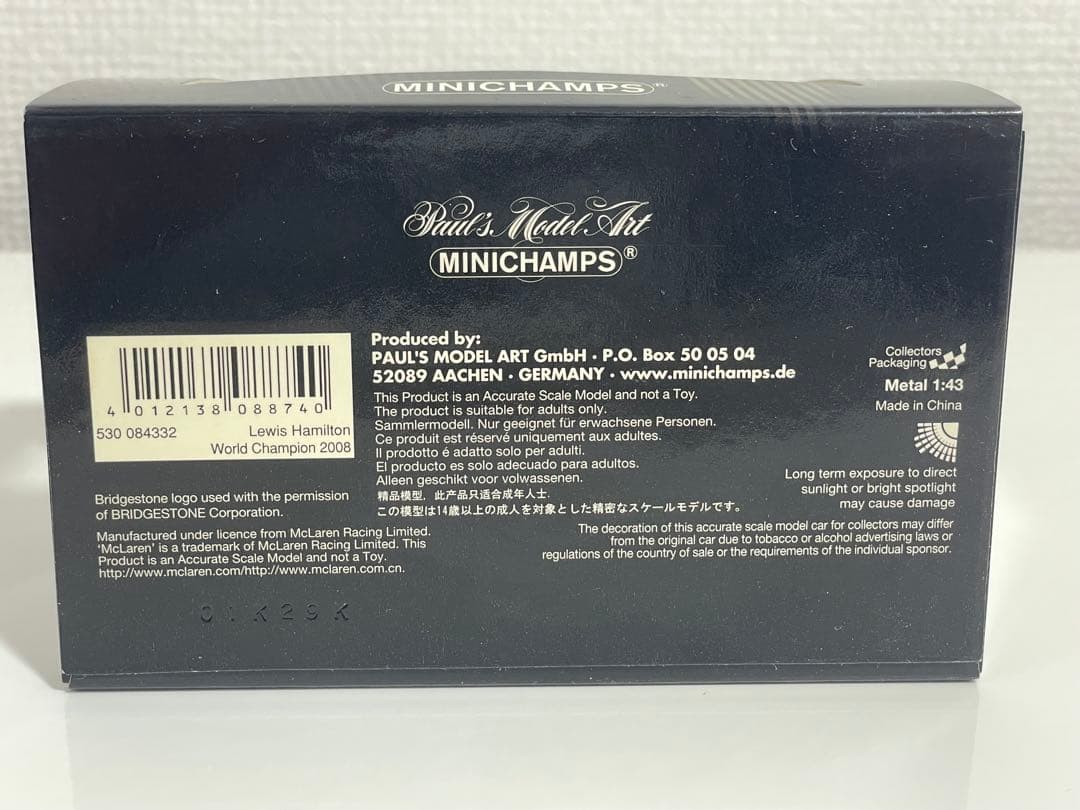 MINICHAMPS®
Paul's Model Art
MINICHAMPS®
Produced by:
PAUL'S MODEL ART GmbH · P.O. Box 50 05 04
52089 AACHEN · GERMANY · www.minichamps.de
This Product is an Accurate Scale Model and not a Toy.
The product is suitable for adults only.
Sammlermodell. Nur geeignet für erwachsene Personen.
Ce produit est réservé uniquement aux adultes.
Il prodotto é adatto solo per adulti.
El producto es solo adecuado para adultos.
Alleen geschikt voor volwassenen.
精品模型，此产品只适合成年人士.
この模型は14歳以上の成人を対象とした精密なスケールモデルです。
4 012138 088740
530 084332
Lewis Hamilton
World Champion 2008
Bridgestone logo used with the permission
of BRIDGESTONE Corporation.
Manufactured under licence from McLaren Racing Limited.
'McLaren' is a trademark of McLaren Racing Limited. This
Product is an Accurate Scale Model and not a Toy.
http://www.mclaren.com/http://www.mclaren.com.cn.
Collectors
Packaging
Metal 1:43
Made in China
Long term exposure to direct
sunlight or bright spotlight
may cause damage
The decoration of this accurate scale model car for collectors may differ
from the original car due to tobacco or alcohol advertising laws or
regulations of the country of sale or the requirements of the individual sponsor.
01K29K